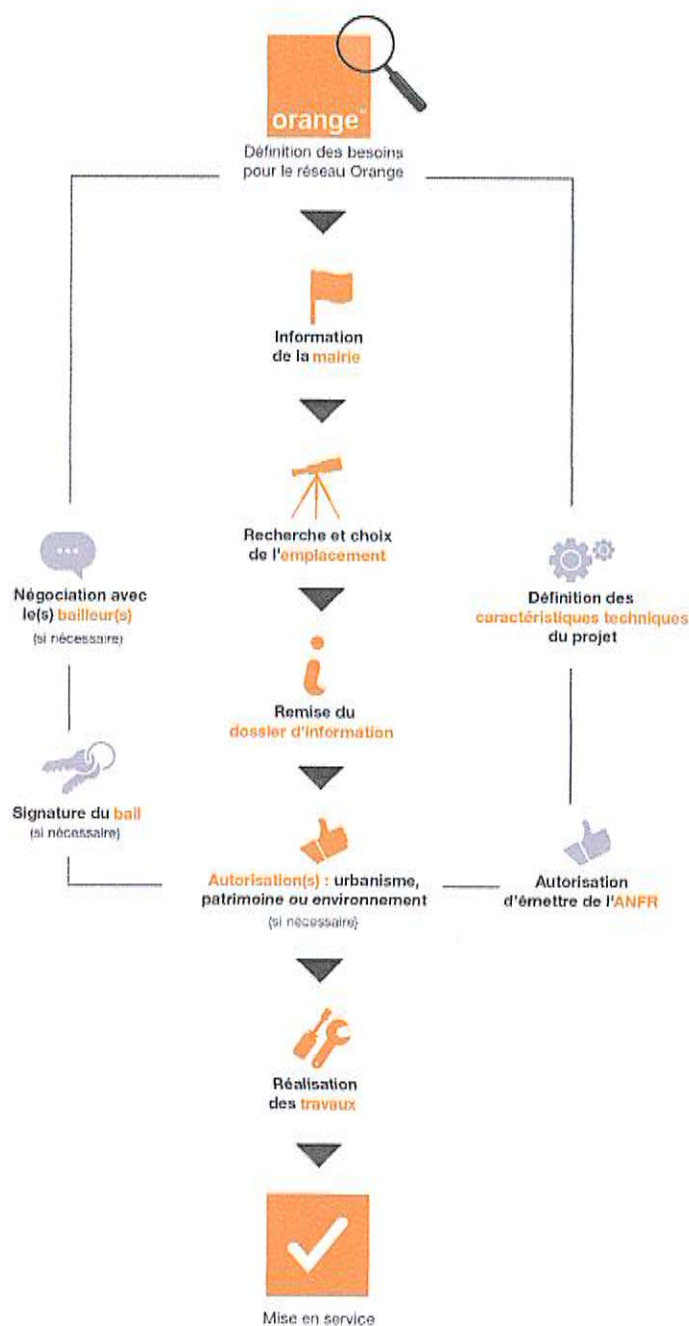 orange™
Définition des besoins
pour le réseau Orange
Information
de la mairie
Recherche et choix
de l'emplacement
Négociation avec
le(s) bailleur(s)
(si nécessaire)
Définition des
caractéristiques techniques
du projet
Remise du
dossier d'information
Signature du bail
(si nécessaire)
Autorisation(s) : urbanisme,
patrimoine ou environnement
(si nécessaire)
Autorisation
d'émettre de l'ANFR
Réalisation
des travaux
Mise en service